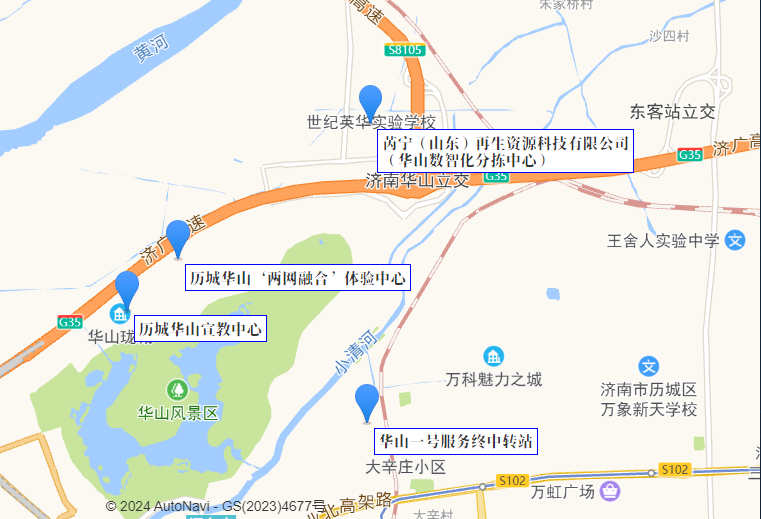 朱家桥村
高速
黄河
S8105
沙四村
世纪英华实验学校
东客站立交
芮宁（山东）再生资源科技有限公司
（华山数智化分拣中心）
济广高
G35
济南华山立交
G35
济广高速
王舍人实验中学
文
历城华山‘两网融合’体验中心
G35
华山珑城
历城华山宣教中心
小清河
万科魅力之城
文
济南市历城区
万象新天学校
华山风景区
华山一号服务终中转站
大辛庄小区
S102
S102
万虹广场
© 2024 AutoNavi - GS(2023)4677号
北高架路
大辛村